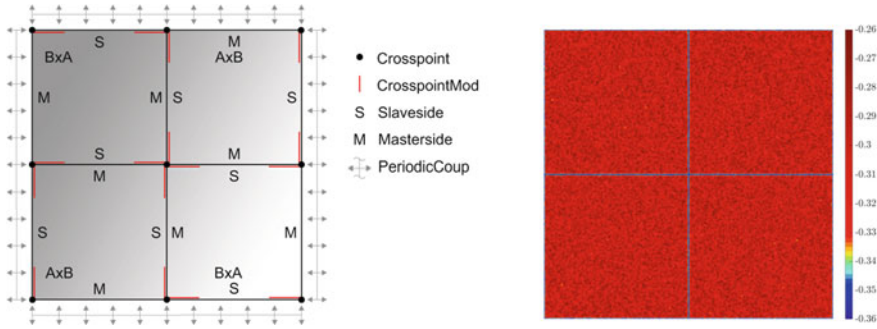 S
M
BxA
AxB
M
M
S
S
S
M
M
S
S
S
M
M
AxB
BxA
M
S
Crosspoint
CrosspointMod
S Slaveside
M Masterside
PeriodicCoup
-0.26
-0.27
-0.28
-0.29
-0.3
-0.31
-0.32
-0.33
-0.34
-0.35
-0.36